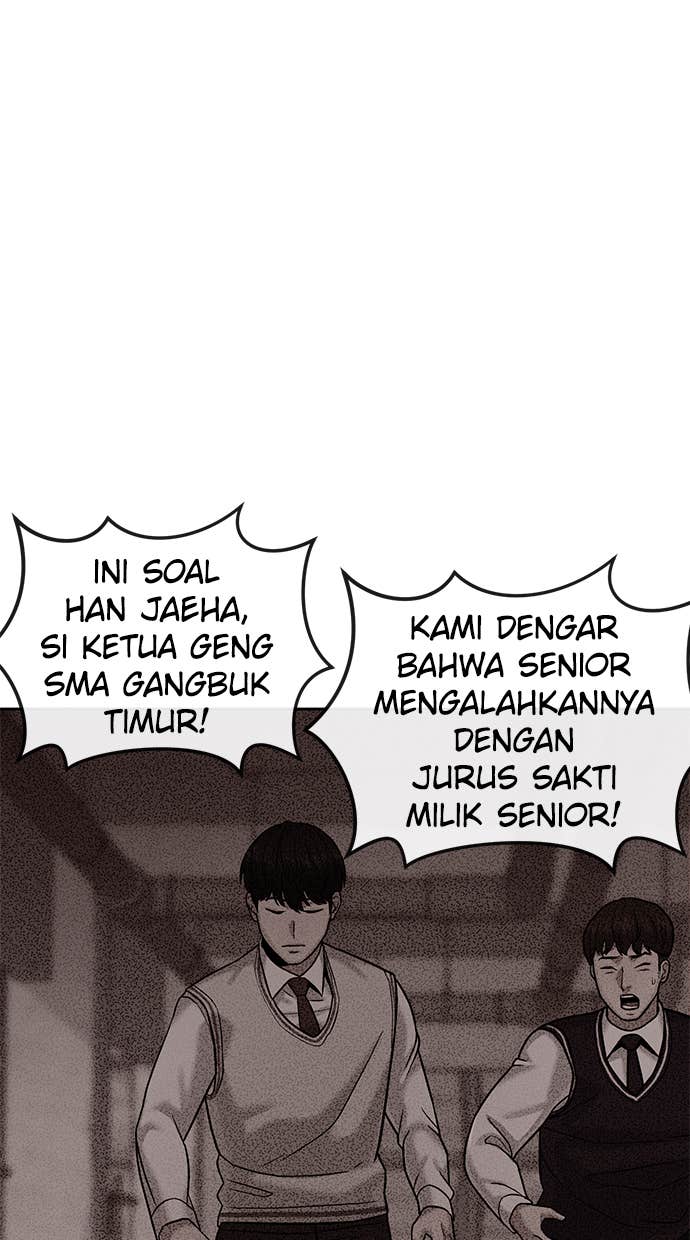 INI SOAL
HAN JAEHA,
SI KETUA GENG
SMA GANGBUK
TIMUR!
KAMI DENGAR
BAHWA SENIOR
MENGALAHKANNYA
DENGAN
JURUS SAKTI
MILIK SENIOR!